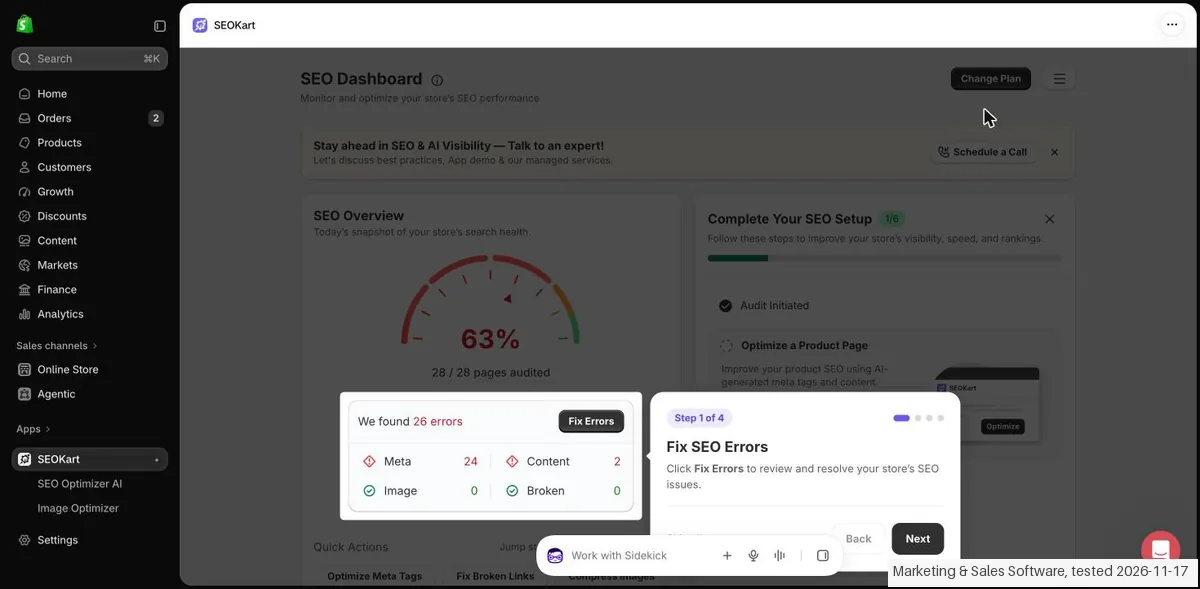 SEOKart
Search
⌘K
Home
Orders
2
Products
Customers
Growth
Discounts
Content
Markets
Finance
Analytics
Sales channels
Online Store
Agentic
Apps
SEOKart
SEO Optimizer AI
Image Optimizer
Settings
SEO Dashboard
Monitor and optimize your store's SEO performance
Change Plan
Stay ahead in SEO & AI Visibility — Talk to an expert!
Let's discuss best practices, App demo & our managed services.
Schedule a Call
SEO Overview
Today's snapshot of your store's search health.
63%
28 / 28 pages audited
We found 26 errors
Fix Errors
Meta 24
Content 2
Image 0
Broken 0
Quick Actions
Optimize Meta Tags
Fix Broken Links
Compress Images
Complete Your SEO Setup 1/6
Follow these steps to improve your store's visibility, speed, and rankings.
Audit Initiated
Optimize a Product Page
Improve your product SEO using AI-
generated meta tags and content.
SEOKart
Optimize
Step 1 of 4
Fix SEO Errors
Click Fix Errors to review and resolve your store's SEO
issues.
Back
Next
Work with Sidekick
Marketing & Sales Software, tested 2026-11-17